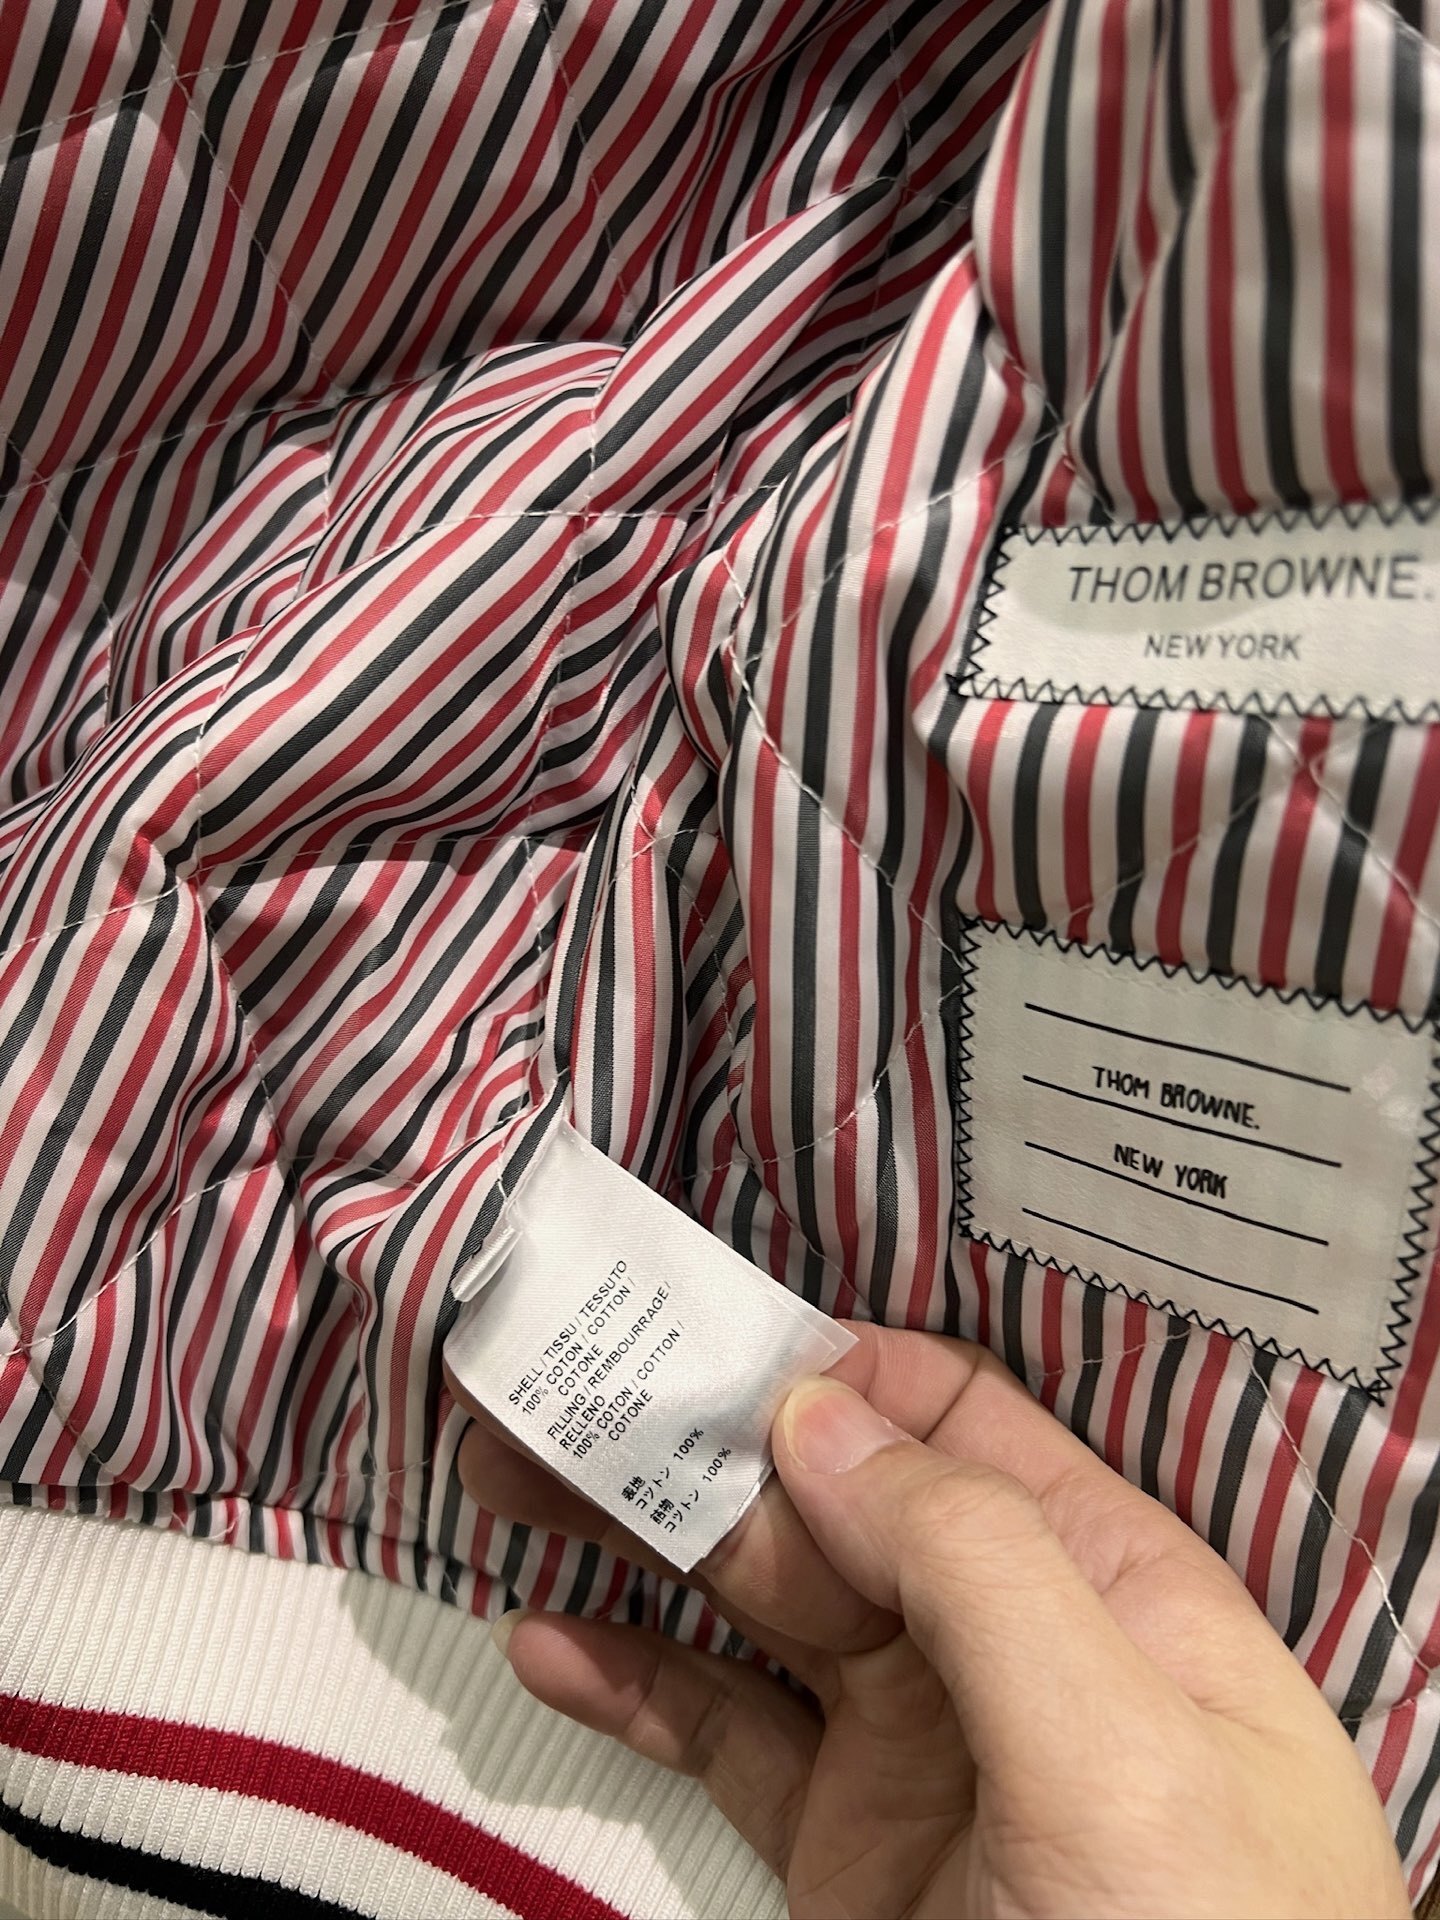 THOM BROWNE.
NEW YORK
THOM BROWNE.
NEW YORK
SHELL / TISSU / TESSUTO
100% COTON / COTTON /
COTONE
FILLING / REMBOURRAGE /
RELLENO
100% COTON / COTTON /
COTONE
表地
コットン 100%
詰物
コットン 100%